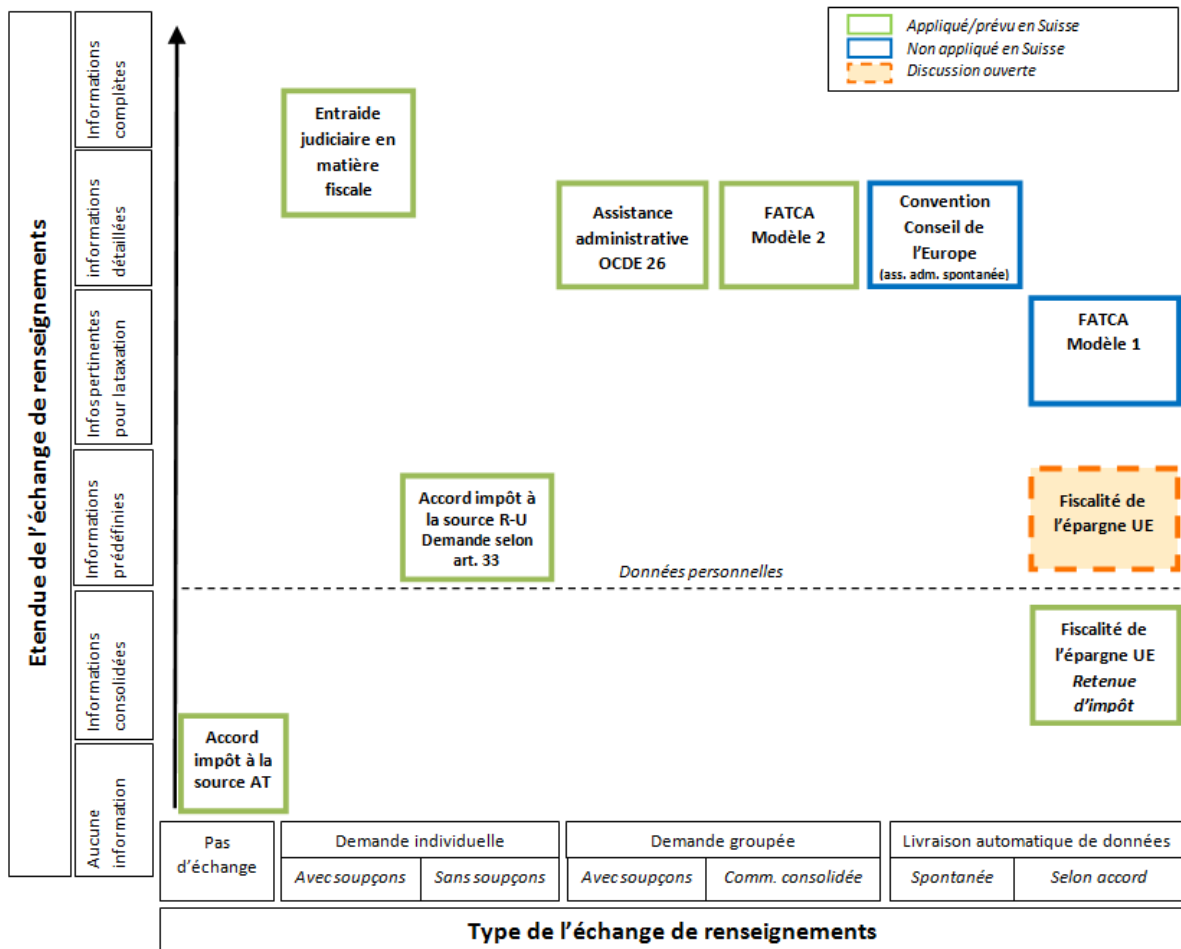 Appliqué/prévu en Suisse
Non appliqué en Suisse
Discussion ouverte
Etendue de l'échange de renseignements
Informations
complètes
informations
détaillées
Infos pertinentes
pour la taxation
Informations
prédéfinies
Informations
consolidées
Aucune
information
Entraide
judiciaire en
matière
fiscale
Assistance
administrative
OCDE 26
FATCA
Modèle 2
Convention
Conseil de
l'Europe
(ass. adm. spontanée)
FATCA
Modèle 1
Accord impôt à
la source R-U
Demande selon
art. 33
Fiscalité de
l'épargne UE
Données personnelles
Fiscalité de
l'épargne UE
Retenue
d'impôt
Accord
impôt à la
source AT
Pas
d'échange
Demande individuelle
Demande groupée
Livraison automatique de données
Avec soupçons
Sans soupçons
Avec soupçons
Comm. consolidée
Spontanée
Selon accord
Type de l'échange de renseignements